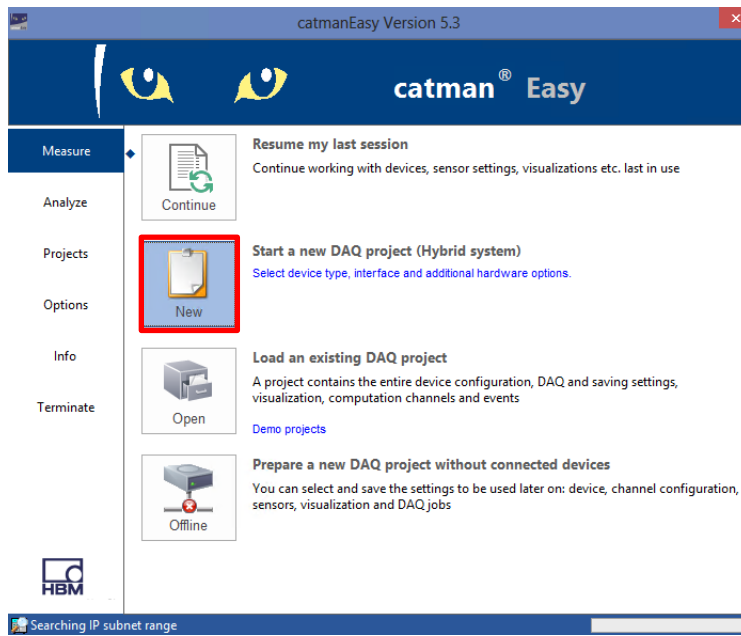 catmanEasy Version 5.3
catman® Easy
Measure
Analyze
Projects
Options
Info
Terminate
Continue
Resume my last session
Continue working with devices, sensor settings, visualizations etc. last in use
New
Start a new DAQ project (Hybrid system)
Select device type, interface and additional hardware options.
Open
Load an existing DAQ project
A project contains the entire device configuration, DAQ and saving settings,
visualization, computation channels and events
Demo projects
Offline
Prepare a new DAQ project without connected devices
You can select and save the settings to be used later on: device, channel configuration,
sensors, visualization and DAQ jobs
HBM
Searching IP subnet range